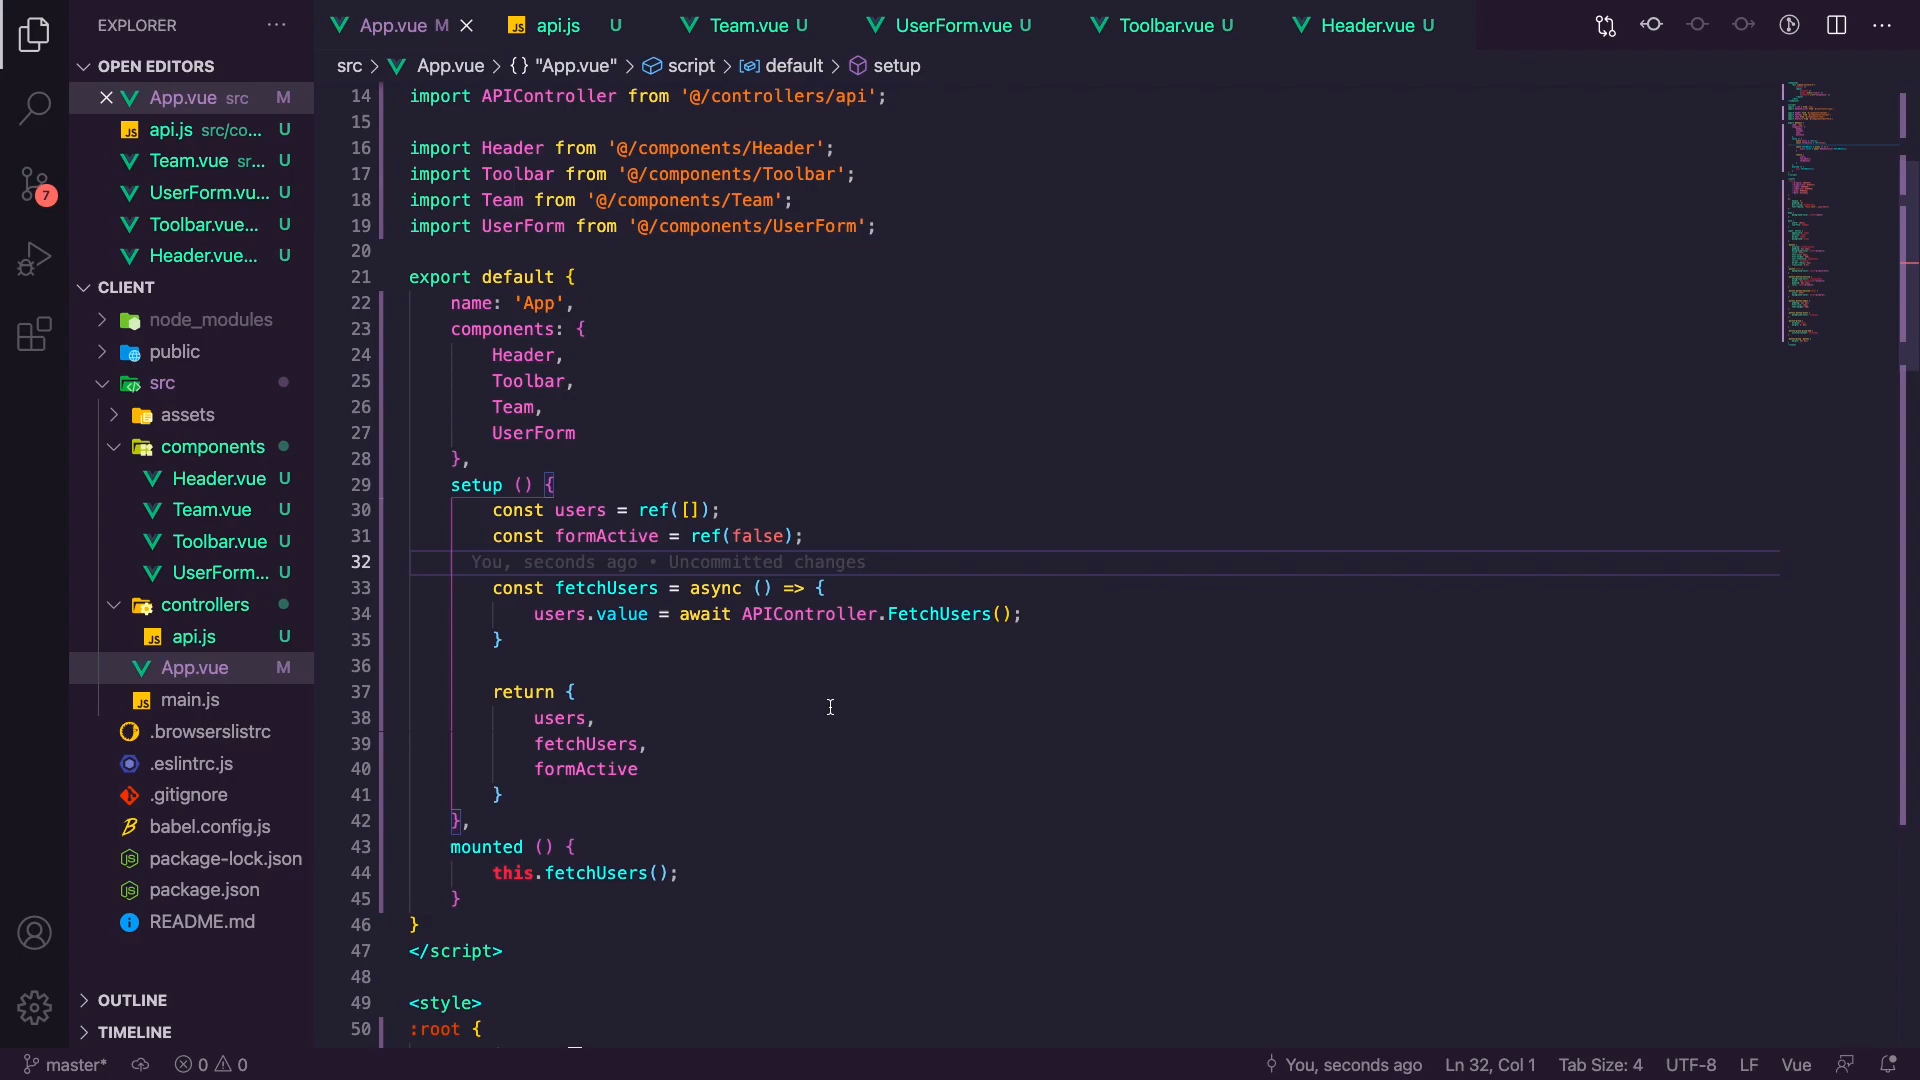 EXPLORER
App.vue M
api.js U
Team.vue U
UserForm.vue U
Toolbar.vue U
Header.vue U
src > App.vue > {} "App.vue" > script > default > setup
OPEN EDITORS
App.vue src M
api.js src/co... U
Team.vue sr... U
UserForm.vu... U
Toolbar.vue... U
Header.vue... U
CLIENT
node_modules
public
src
assets
components
Header.vue U
Team.vue U
Toolbar.vue U
UserForm... U
controllers
api.js U
App.vue M
main.js
.browserslistrc
.eslintrc.js
.gitignore
babel.config.js
package-lock.json
package.json
README.md
OUTLINE
TIMELINE
7
14 import APIController from '@/controllers/api';
15
16 import Header from '@/components/Header';
17 import Toolbar from '@/components/Toolbar';
18 import Team from '@/components/Team';
19 import UserForm from '@/components/UserForm';
20
21 export default {
22 name: 'App',
23 components: {
24 Header,
25 Toolbar,
26 Team,
27 UserForm
28 },
29 setup () {
30 const users = ref([]);
31 const formActive = ref(false);
32 You, seconds ago • Uncommitted changes
33 const fetchUsers = async () => {
34 users.value = await APIController.FetchUsers();
35 }
36
37 return {
38 users,
39 fetchUsers,
40 formActive
41 }
42 },
43 mounted () {
44 this.fetchUsers();
45 }
46 }
47 </script>
48
49 <style>
50 :root {
master* 0 0 You, seconds ago Ln 32, Col 1 Tab Size: 4 UTF-8 LF Vue